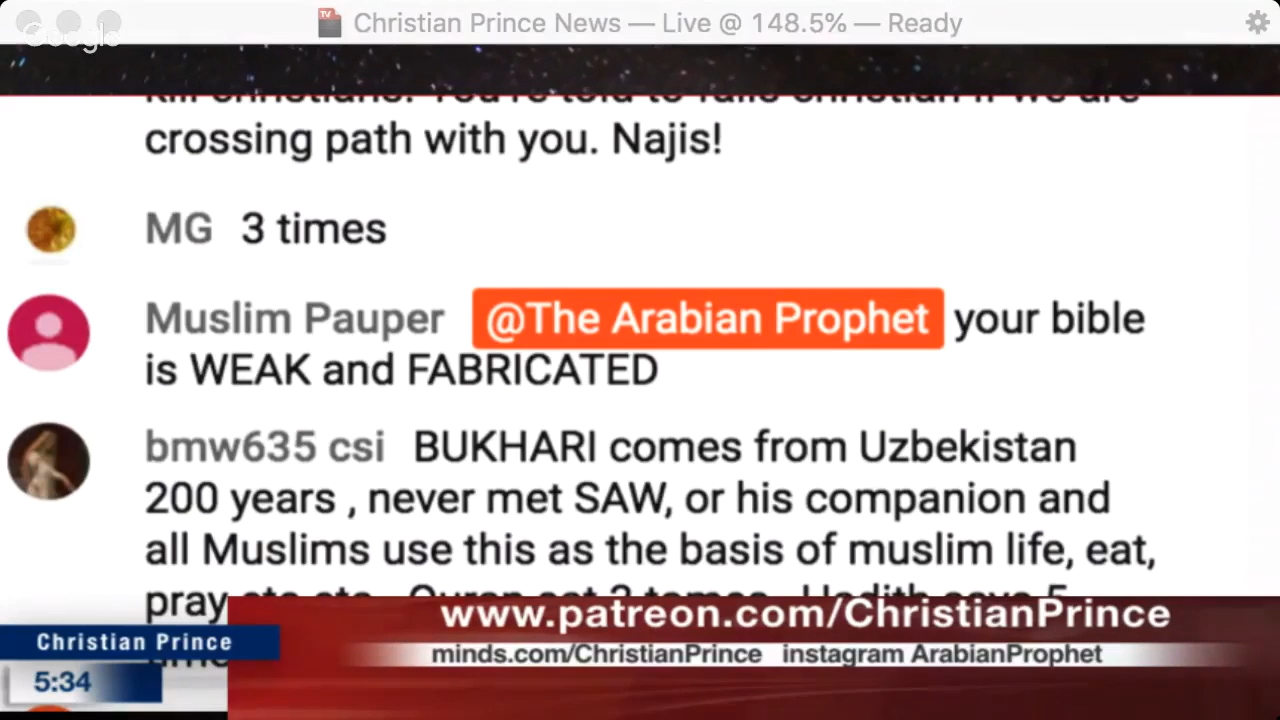 Christian Prince News — Live @ 148.5% — Ready
Google
crossing path with you. Najis!
MG 3 times
Muslim Pauper @The Arabian Prophet your bible
is WEAK and FABRICATED
bmw635 csi BUKHARI comes from Uzbekistan
200 years , never met SAW, or his companion and
all Muslims use this as the basis of muslim life, eat,
pray
www.patreon.com/ChristianPrince
Christian Prince
minds.com/ChristianPrince instagram ArabianProphet
5:34